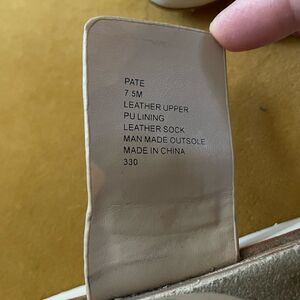 PATE
7.5M
LEATHER UPPER
PU LINING
LEATHER SOCK
MAN MADE OUTSOLE
MADE IN CHINA
330